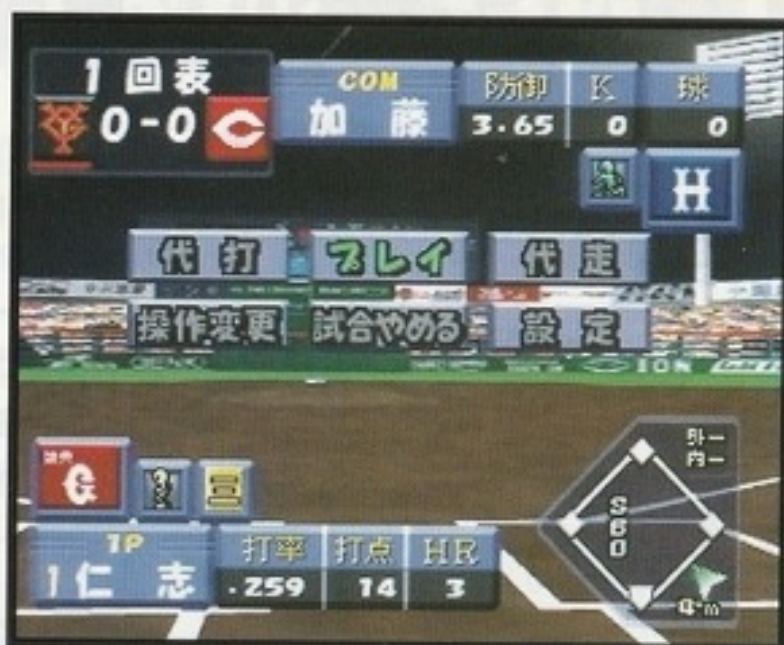 1回表
YG 0-0 C
COM
加藤
防御 K 球
3.65 0 0
H
代打 プレイ 代走
操作変更 試合やめる 設定
ION
外ー
内ー
G
S
B
O
1P
1 仁志
打率 打点 HR
.259 14 3